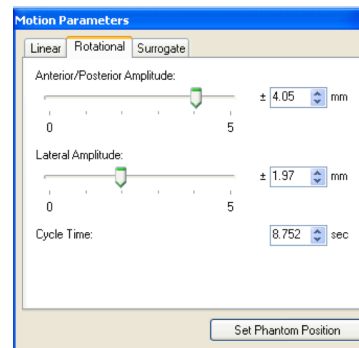 Motion Parameters
Linear Rotational Surrogate
Anterior/Posterior Amplitude:
± 4.05 mm
0 5
Lateral Amplitude:
± 1.97 mm
0 5
Cycle Time: 8.752 sec
Set Phantom Position